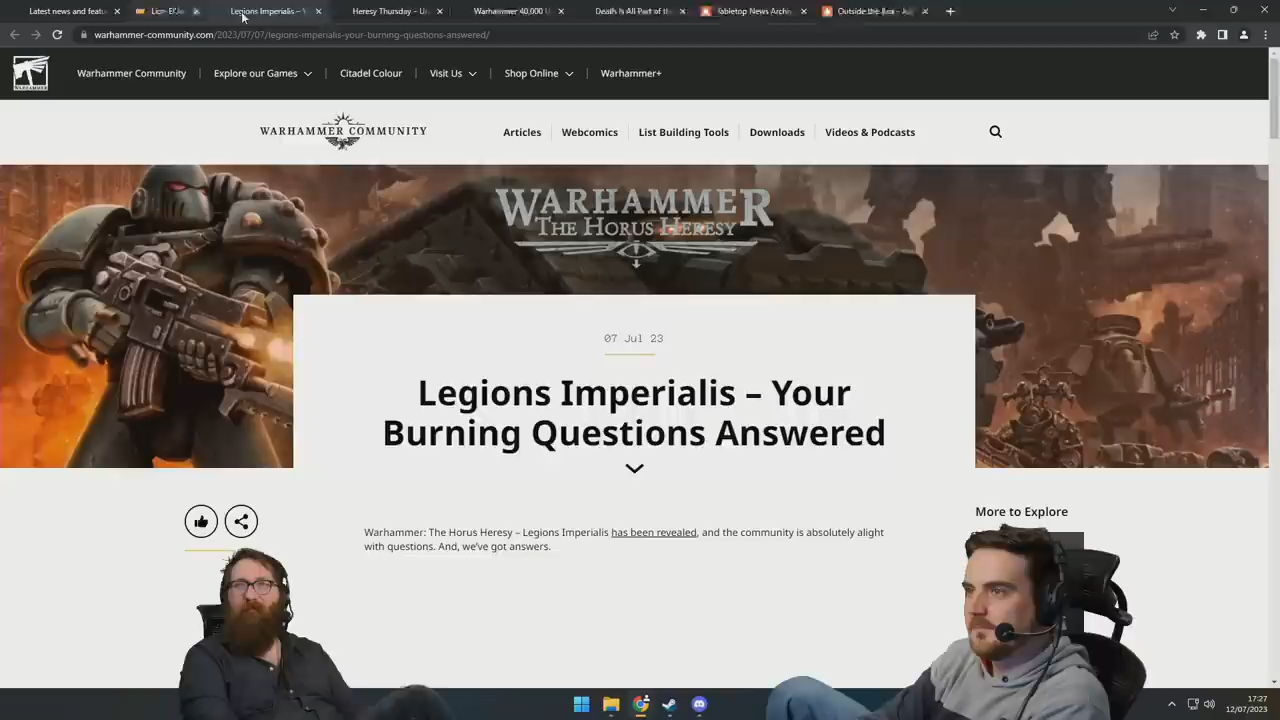 Latest news and feat
Legions Imperialis –
Heresy Thursday –
Warhammer 40,000
Death Is All Part of the
Tabletop News Archiv
Outside the Box –
warhammer-community.com/2023/07/07/legions-imperialis-your-burning-questions-answered/
WARHAMMER
Warhammer Community
Explore our Games
Citadel Colour
Visit Us
Shop Online
Warhammer+
WARHAMMER COMMUNITY
Articles
Webcomics
List Building Tools
Downloads
Videos & Podcasts
WARHAMMER
THE HORUS HERESY
07 Jul 23
Legions Imperialis – Your
Burning Questions Answered
More to Explore
Warhammer: The Horus Heresy – Legions Imperialis has been revealed, and the community is absolutely alight
with questions. And, we've got answers.
17:27
12/07/2023